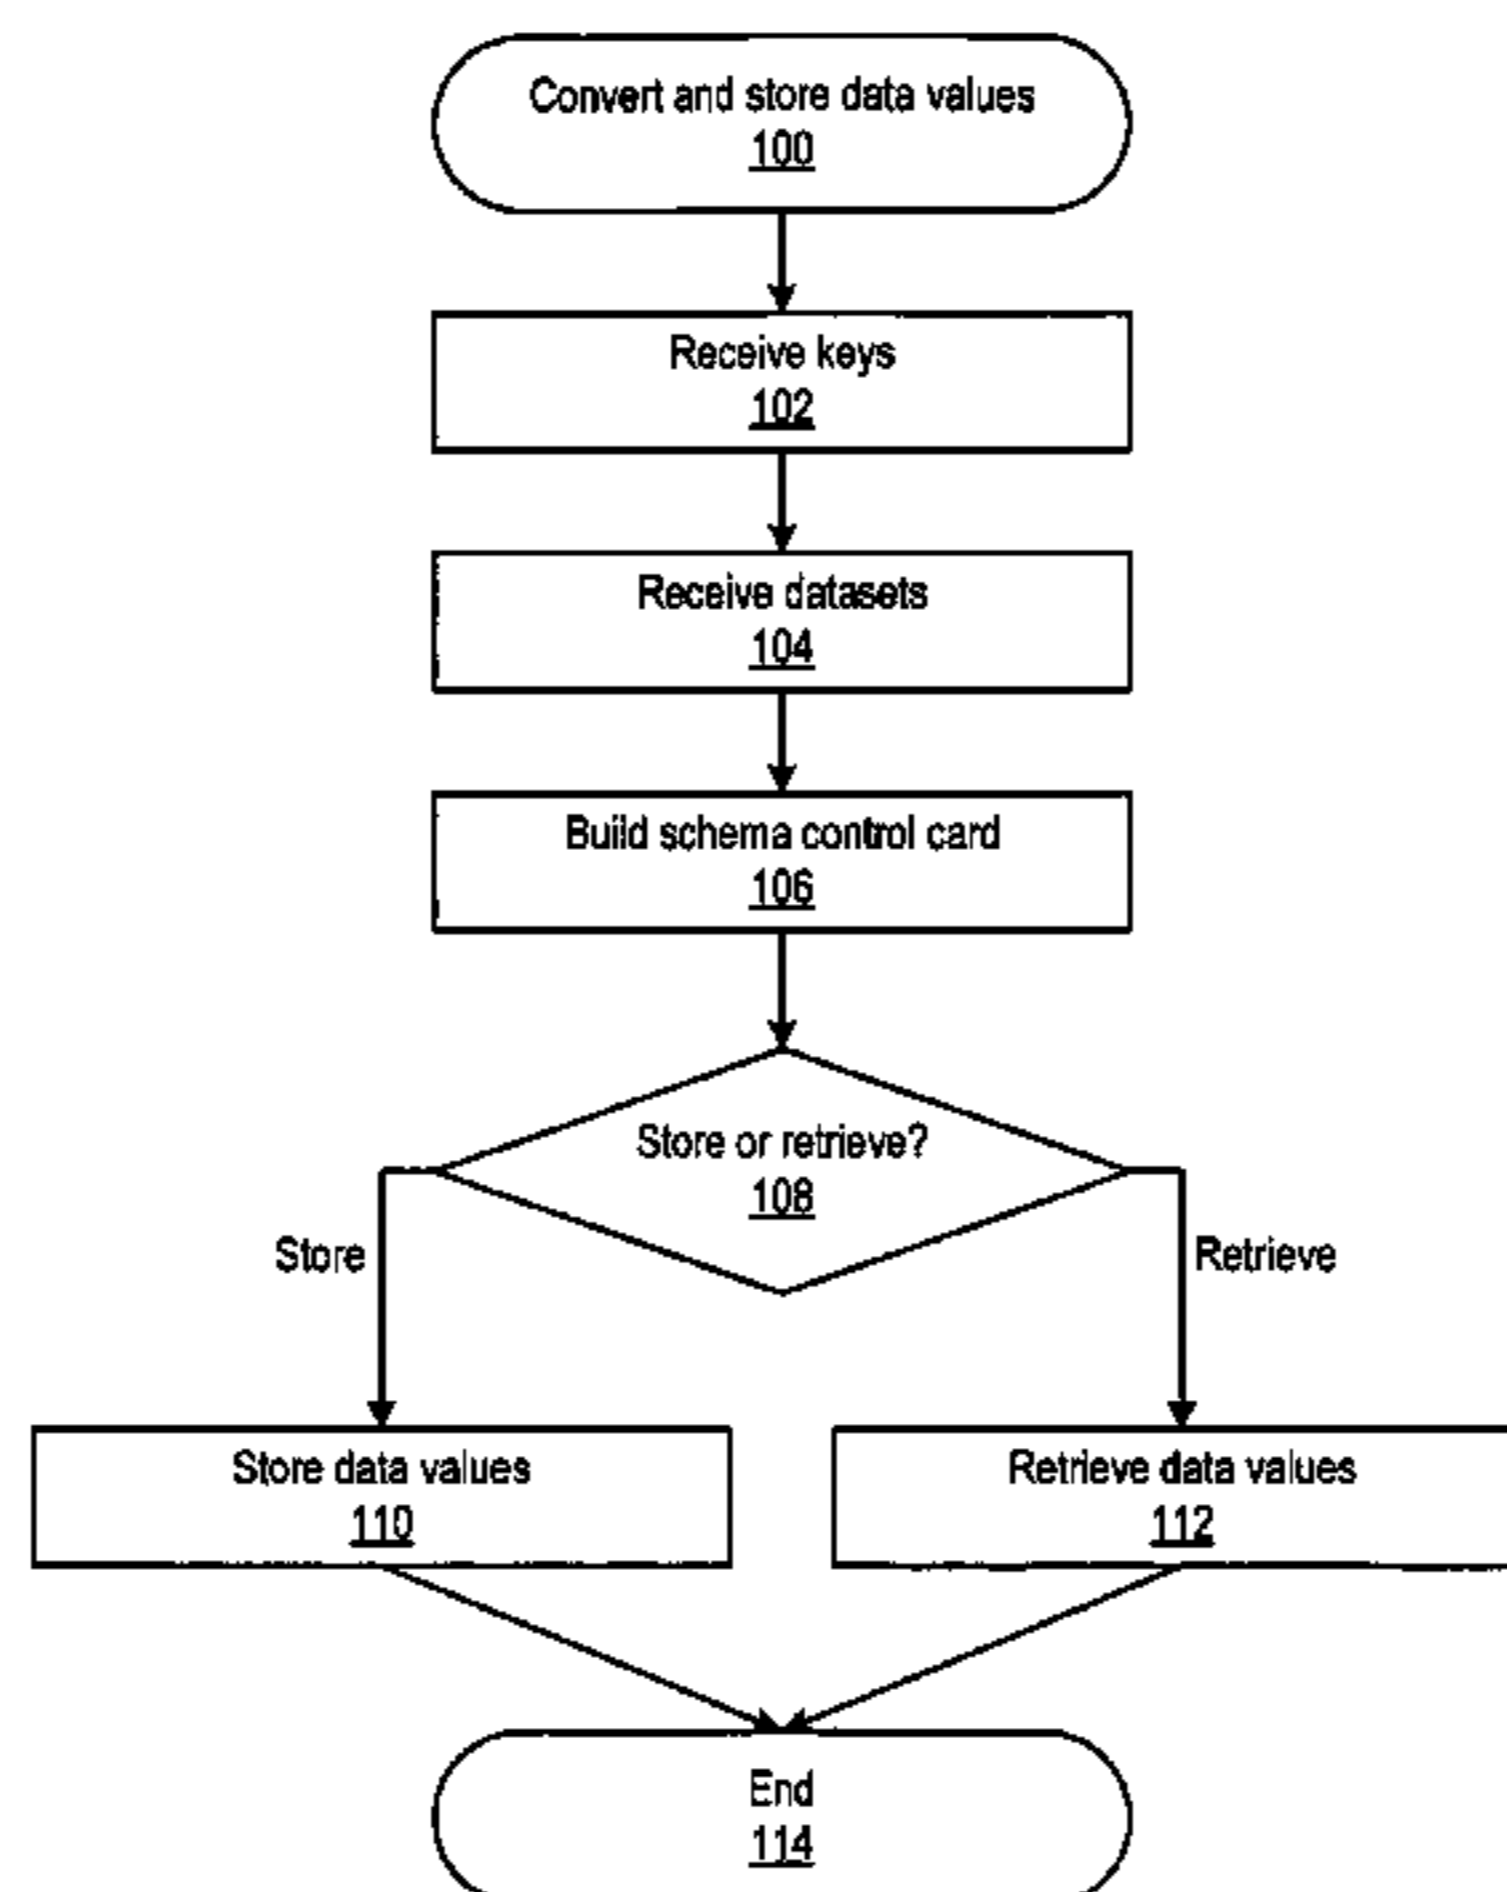 Convert and store data values
100
Receive keys
102
Receive datasets
104
Build schema control card
106
Store or retrieve?
108
Store
Retrieve
Store data values
110
Retrieve data values
112
End
114